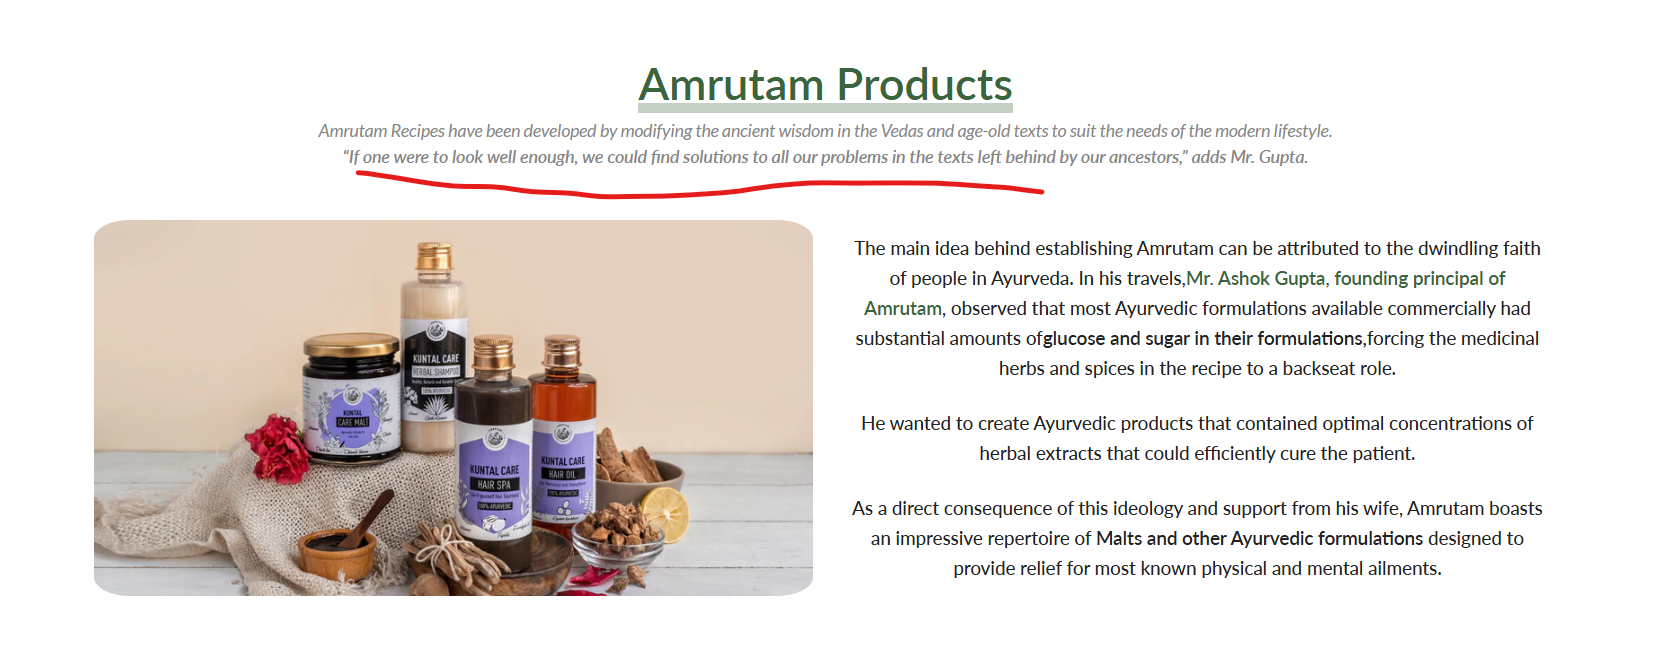 Amrutam Products
Amrutam Recipes have been developed by modifying the ancient wisdom in the Vedas and age-old texts to suit the needs of the modern lifestyle.
“If one were to look well enough, we could find solutions to all our problems in the texts left behind by our ancestors,” adds Mr. Gupta.
KUNTAL CARE
HERBAL SHAMPOO
100% AYURVEDIC
KUNTAL
CARE MALT
KUNTAL CARE
HAIR SPA
100% AYURVEDIC
KUNTAL CARE
HAIR OIL
100% AYURVEDIC
The main idea behind establishing Amrutam can be attributed to the dwindling faith
of people in Ayurveda. In his travels,Mr. Ashok Gupta, founding principal of
Amrutam, observed that most Ayurvedic formulations available commercially had
substantial amounts ofglucose and sugar in their formulations,forcing the medicinal
herbs and spices in the recipe to a backseat role.
He wanted to create Ayurvedic products that contained optimal concentrations of
herbal extracts that could efficiently cure the patient.
As a direct consequence of this ideology and support from his wife, Amrutam boasts
an impressive repertoire of Malts and other Ayurvedic formulations designed to
provide relief for most known physical and mental ailments.